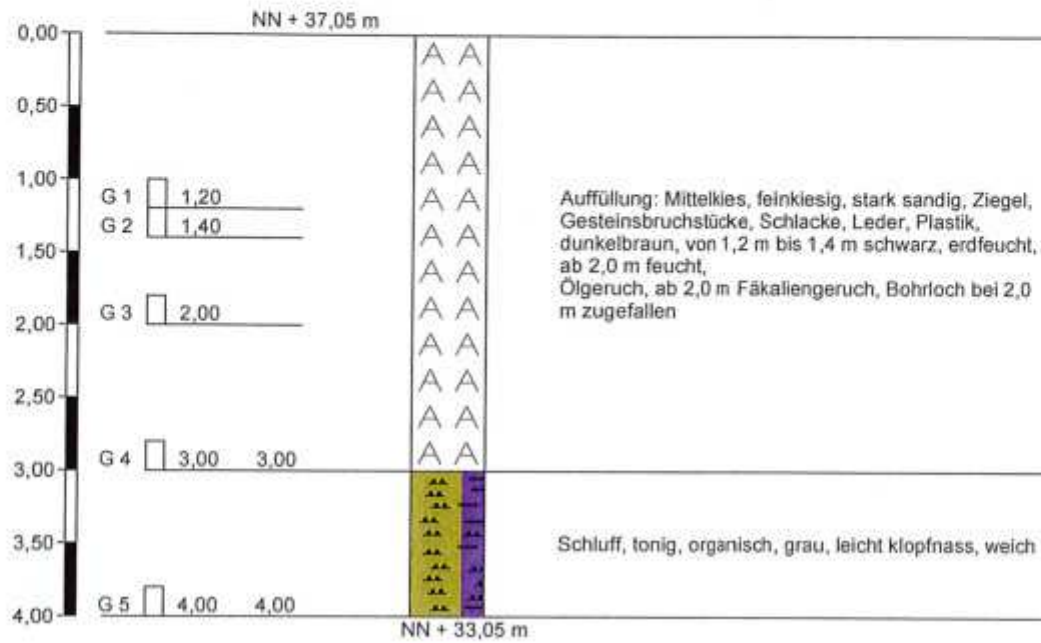 NN + 37,05 m
0,00
0,50
1,00
G 1 1,20
G 2 1,40
1,50
G 3 2,00
2,00
2,50
G 4 3,00 3,00
3,00
3,50
G 5 4,00 4,00
4,00
A A
A A
A A
A A
A A
A A
A A
A A
A A
A A
A A
A A
Auffüllung: Mittelkies, feinkiesig, stark sandig, Ziegel,
Gesteinsbruchstücke, Schlacke, Leder, Plastik,
dunkelbraun, von 1,2 m bis 1,4 m schwarz, erdfeucht,
ab 2,0 m feucht,
Ölgeruch, ab 2,0 m Fäkaliengeruch, Bohrloch bei 2,0
m zugefallen
Schluff, tonig, organisch, grau, leicht klopfnass, weich
NN + 33,05 m